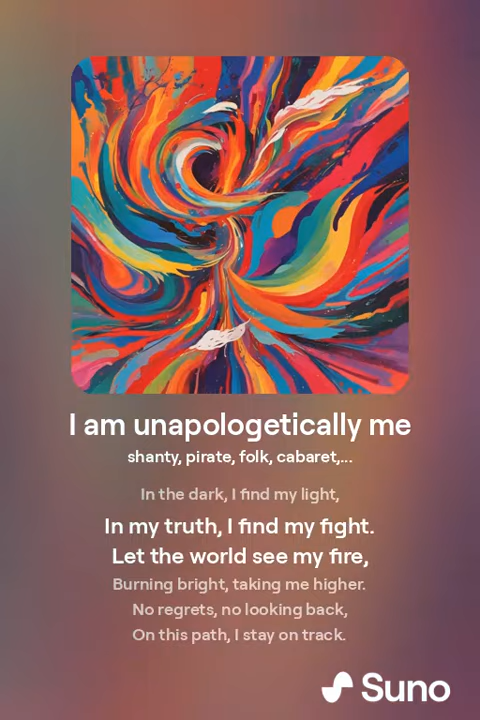 I am unapologetically me
shanty, pirate, folk, cabaret,...
In the dark, I find my light,
In my truth, I find my fight.
Let the world see my fire,
Burning bright, taking me higher.
No regrets, no looking back,
On this path, I stay on track.
Suno